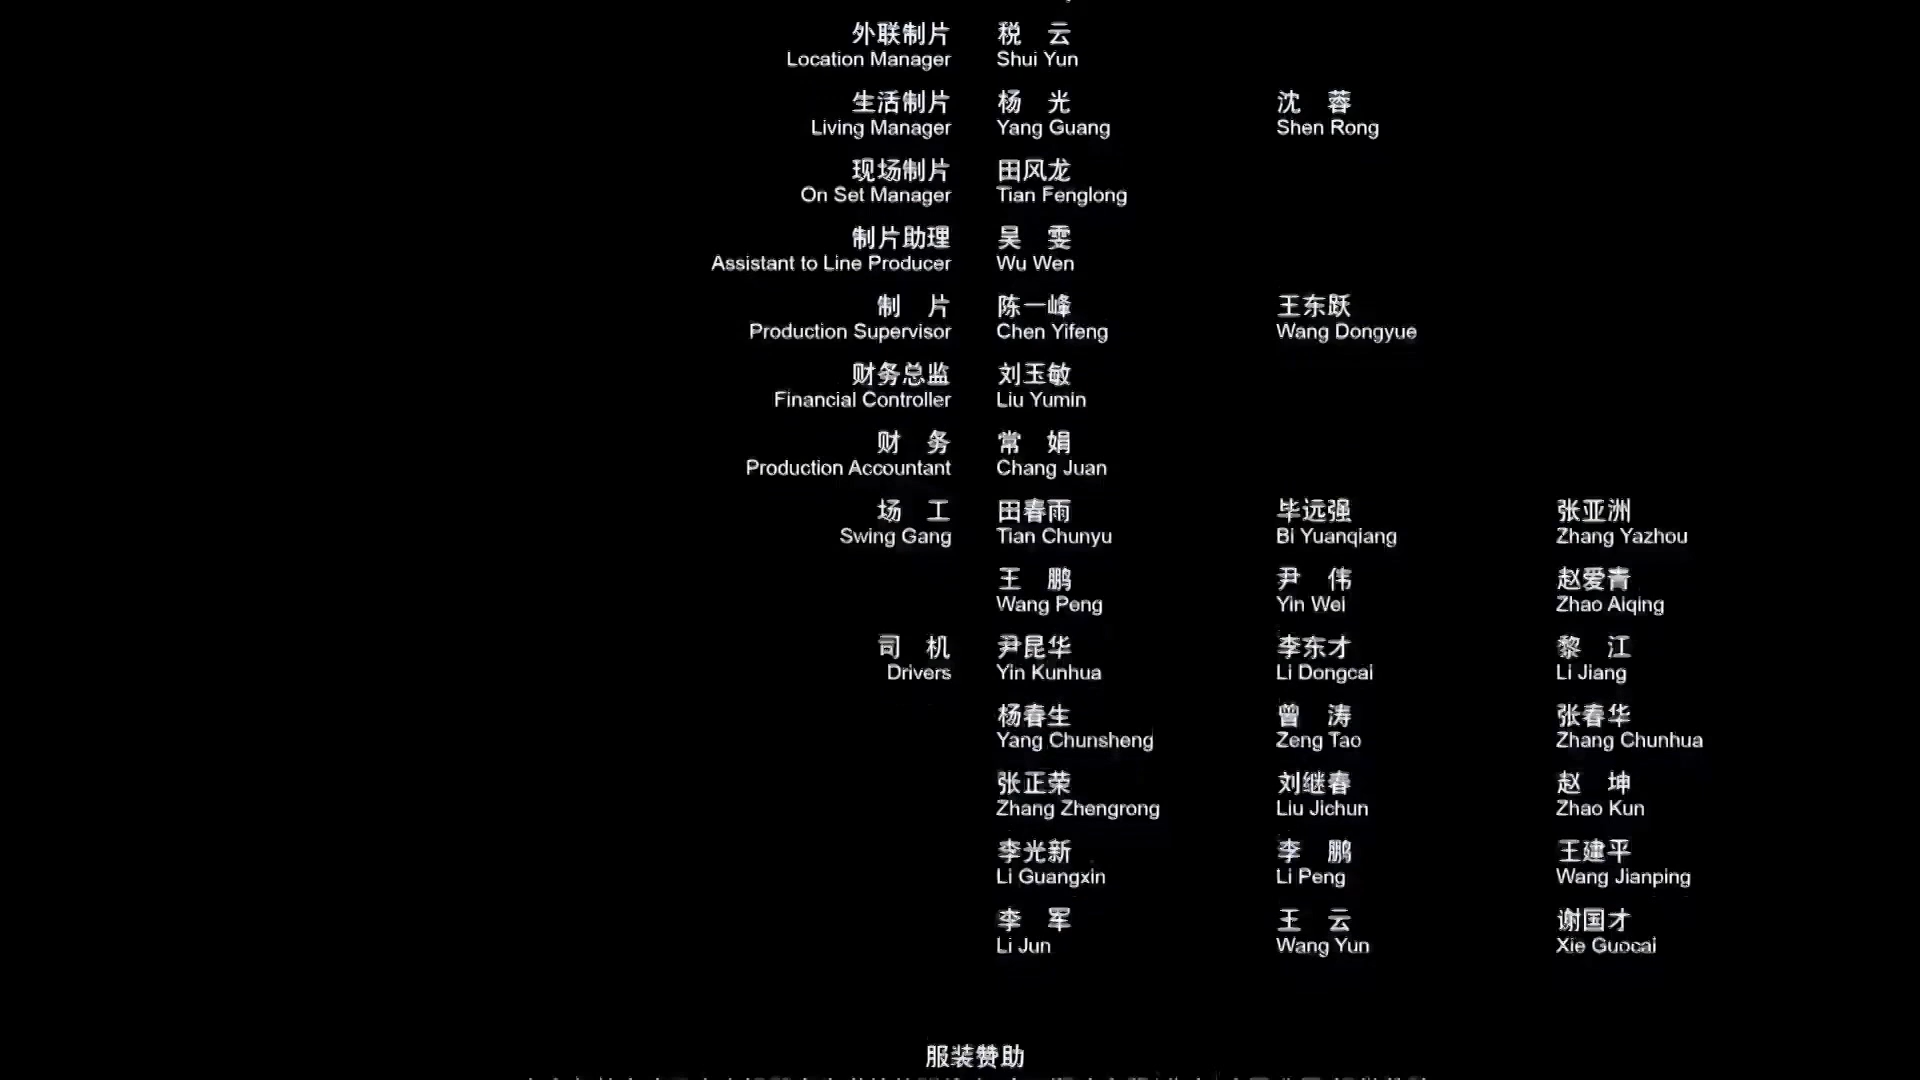 外联制片 税 云
Location Manager Shui Yun
生活制片 杨 光 沈 蓉
Living Manager Yang Guang Shen Rong
现场制片 田风龙
On Set Manager Tian Fenglong
制片助理 吴 雯
Assistant to Line Producer Wu Wen
制 片 陈一峰 王东跃
Production Supervisor Chen Yifeng Wang Dongyue
财务总监 刘玉敏
Financial Controller Liu Yumin
财 务 常 娟
Production Accountant Chang Juan
场 工 田春雨 毕远强 张亚洲
Swing Gang Tian Chunyu Bi Yuanqiang Zhang Yazhou
王 鹏 尹 伟 赵爱青
Wang Peng Yin Wei Zhao Aiqing
司 机 尹昆华 李东才 黎 江
Drivers Yin Kunhua Li Dongcai Li Jiang
杨春生 曾 涛 张春华
Yang Chunsheng Zeng Tao Zhang Chunhua
张正荣 刘继春 赵 坤
Zhang Zhengrong Liu Jichun Zhao Kun
李光新 李 鹏 王建平
Li Guangxin Li Peng Wang Jianping
李 军 王 云 谢国才
Li Jun Wang Yun Xie Guocai
服装赞助